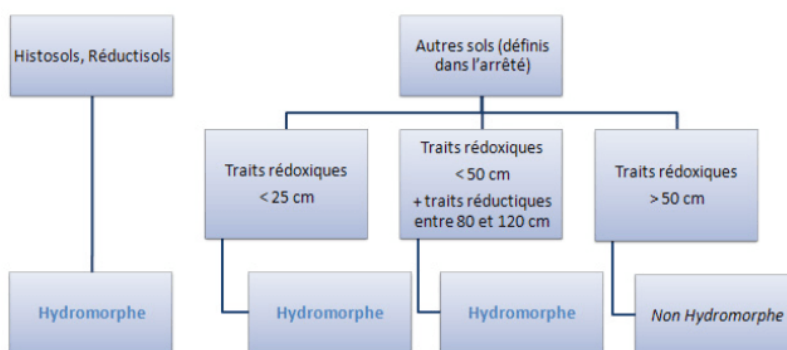 Histosols, Réductisols
Autres sols (définis
dans l'arrêté)
Traits rédoxiques
< 25 cm
Traits rédoxiques
< 50 cm
+ traits réductiques
entre 80 et 120 cm
Traits rédoxiques
> 50 cm
Hydromorphe
Hydromorphe
Hydromorphe
Non Hydromorphe